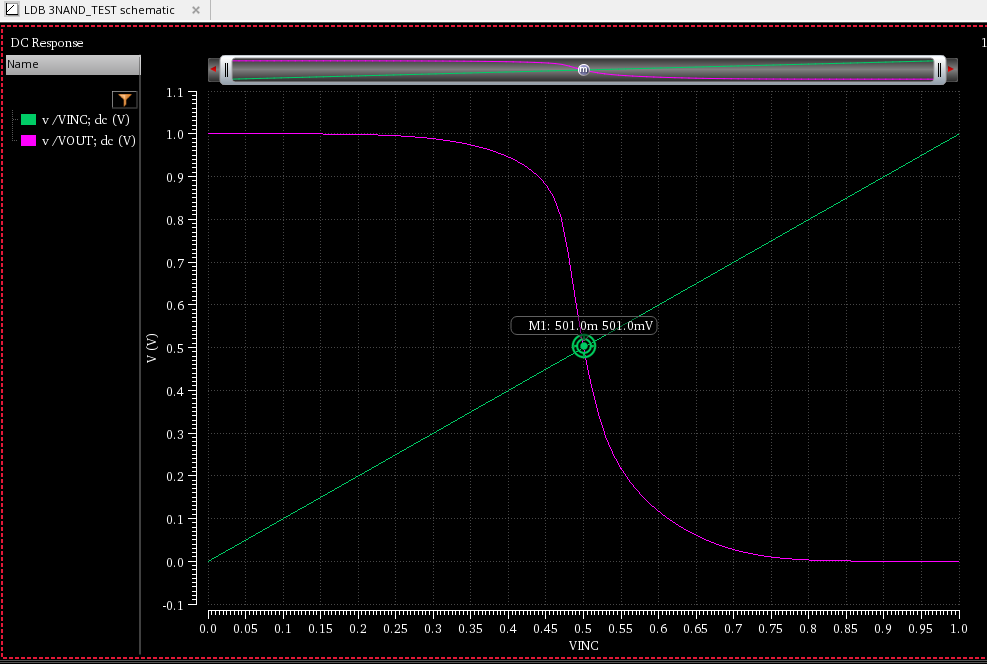 LDB 3NAND_TEST schematic ×
DC Response
1
Name
m
v /VINC; dc (V)
v /VOUT; dc (V)
V (V)
1.1
1.0
0.9
0.8
0.7
0.6
0.5
0.4
0.3
0.2
0.1
0.0
-0.1
M1: 501.0m 501.0mV
0.0 0.05 0.1 0.15 0.2 0.25 0.3 0.35 0.4 0.45 0.5 0.55 0.6 0.65 0.7 0.75 0.8 0.85 0.9 0.95 1.0
VINC